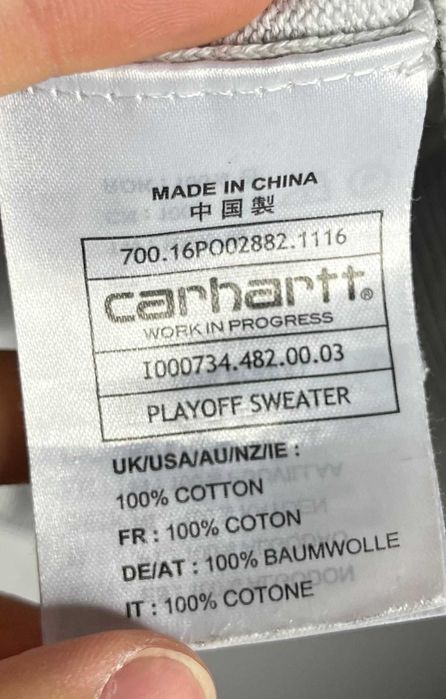 MADE IN CHINA
中国製
700.16PO02882.1116
carhartt®
WORK IN PROGRESS
I000734.482.00.03
PLAYOFF SWEATER
UK/USA/AU/NZ/IE :
100% COTTON
FR : 100% COTON
DE/AT : 100% BAUMWOLLE
IT : 100% COTONE